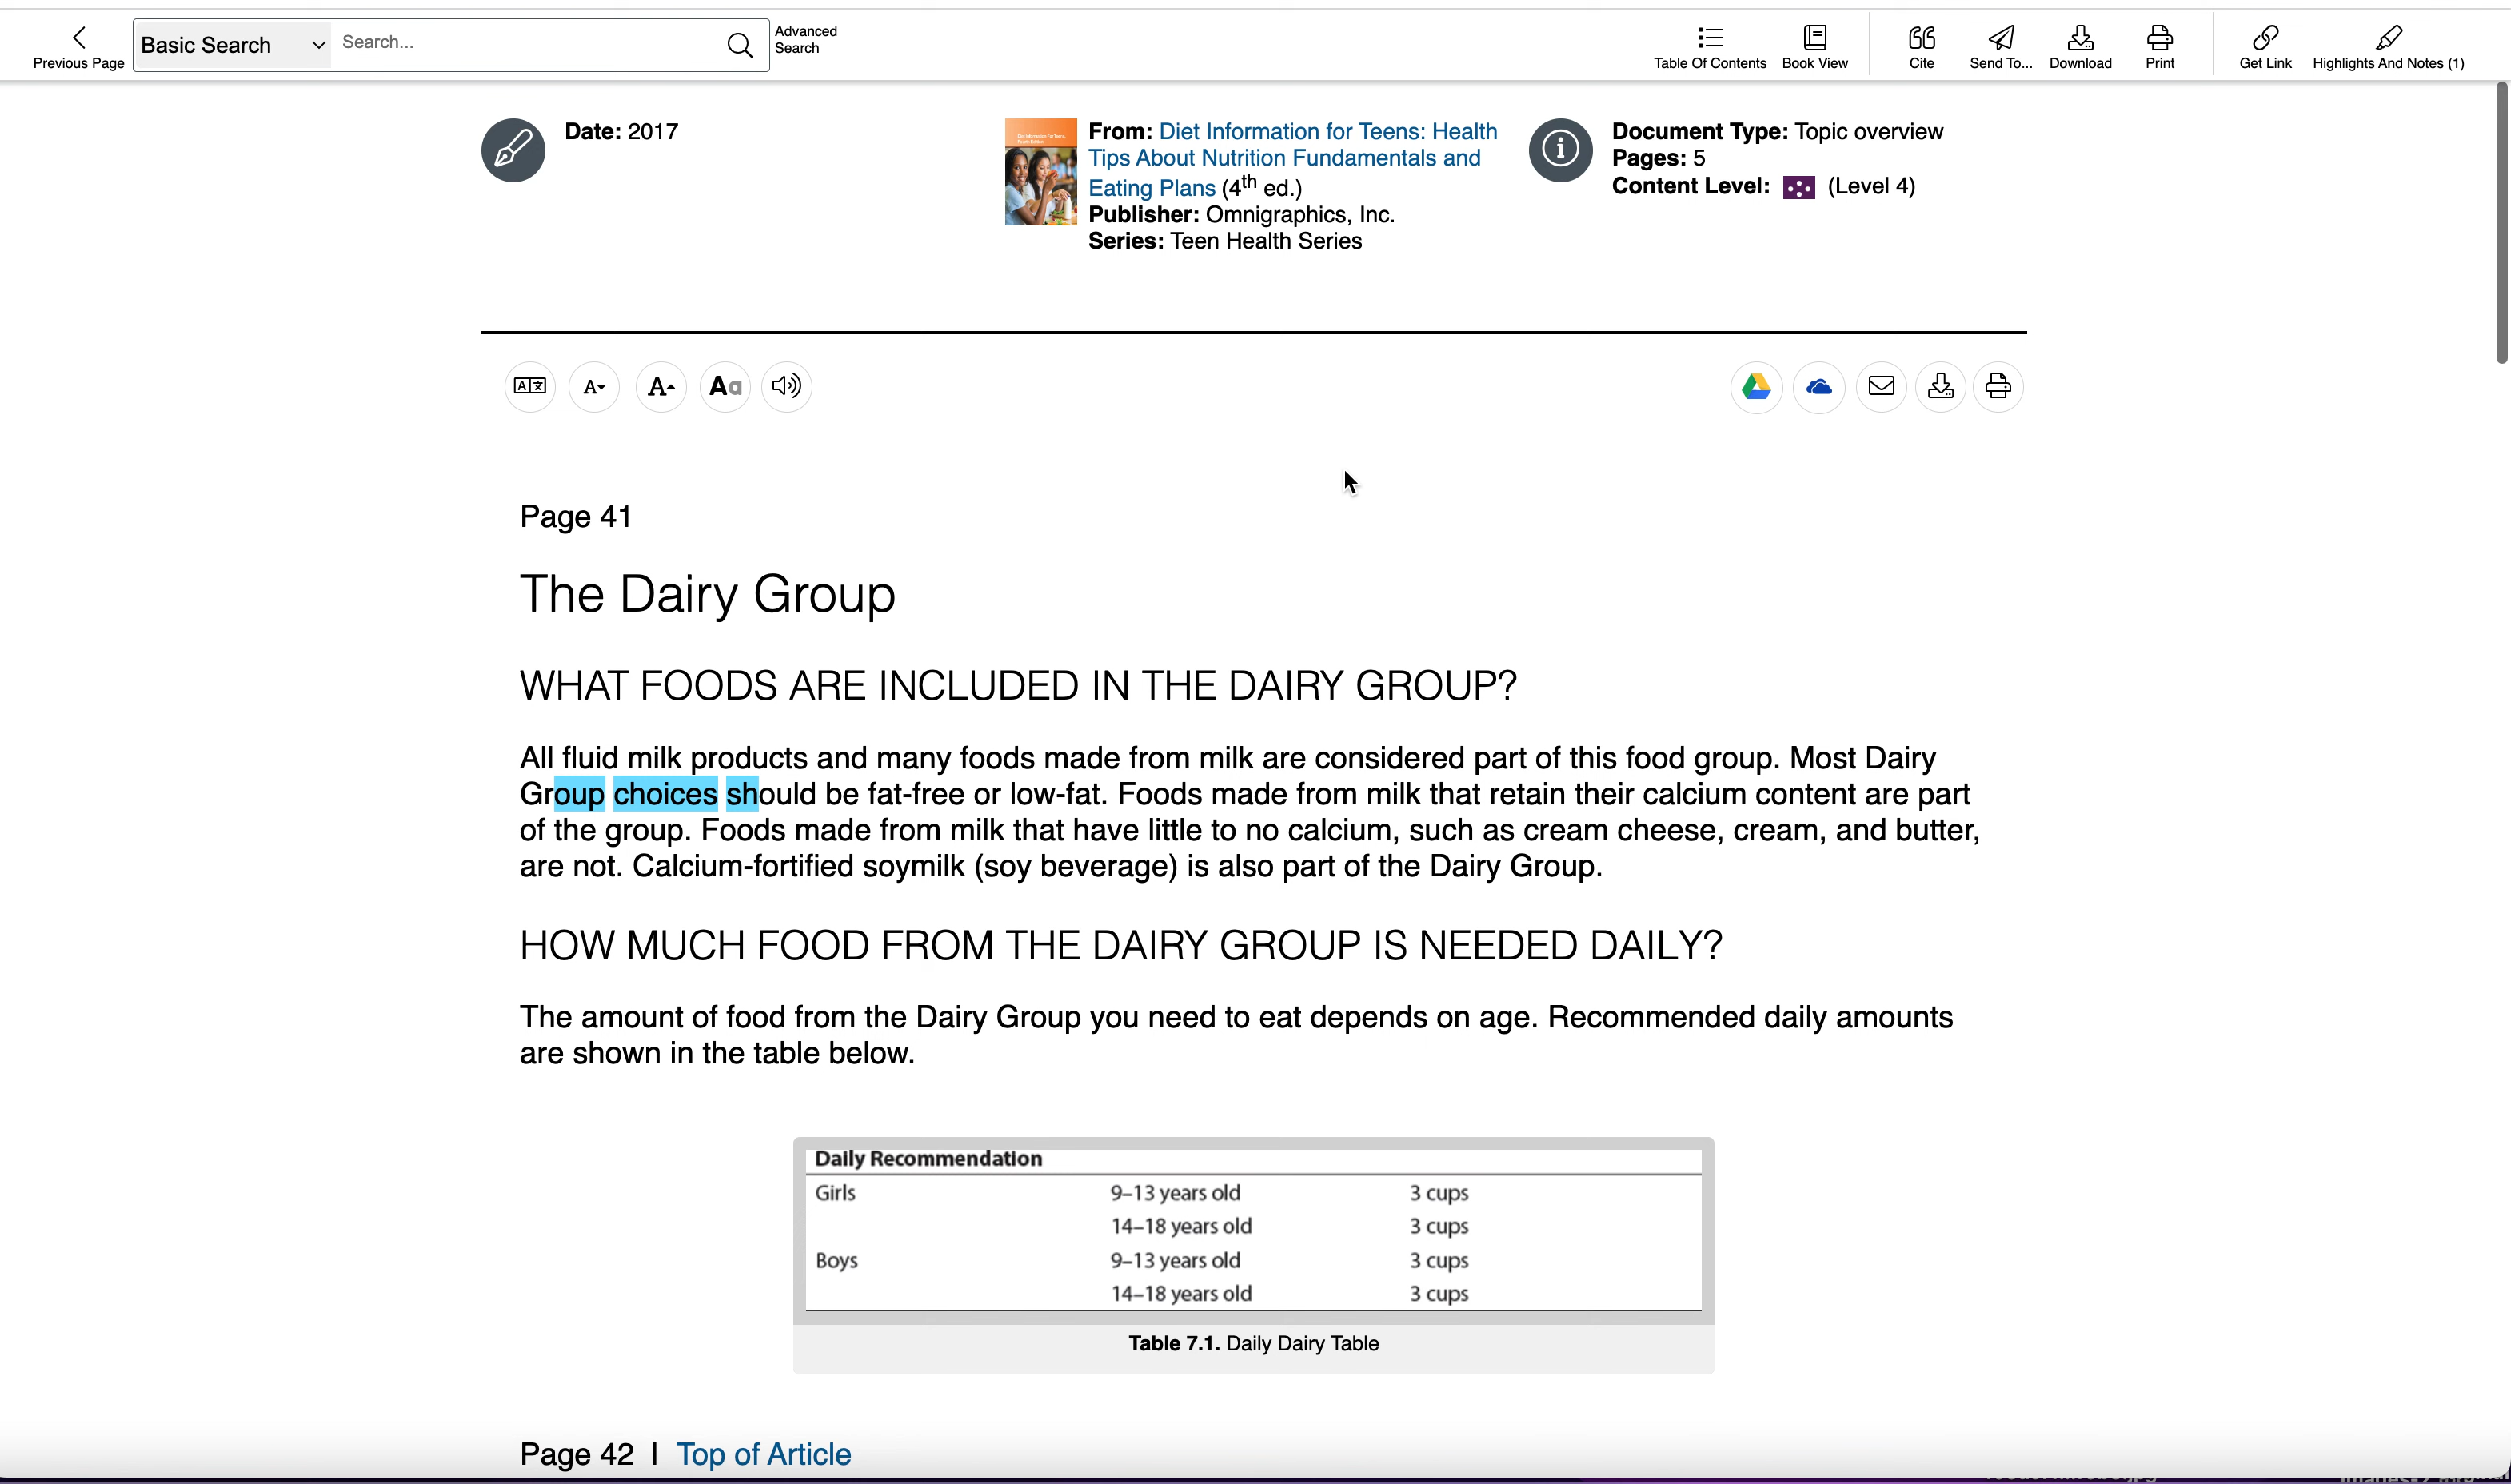 Previous Page
Basic Search
Search...
Advanced
Search
Table Of Contents
Book View
Cite
Send To...
Download
Print
Get Link
Highlights And Notes (1)
Date: 2017
From: Diet Information for Teens: Health
Tips About Nutrition Fundamentals and
Eating Plans (4th ed.)
Publisher: Omnigraphics, Inc.
Series: Teen Health Series
Document Type: Topic overview
Pages: 5
Content Level: (Level 4)
Page 41
The Dairy Group
WHAT FOODS ARE INCLUDED IN THE DAIRY GROUP?
All fluid milk products and many foods made from milk are considered part of this food group. Most Dairy
Group choices should be fat-free or low-fat. Foods made from milk that retain their calcium content are part
of the group. Foods made from milk that have little to no calcium, such as cream cheese, cream, and butter,
are not. Calcium-fortified soymilk (soy beverage) is also part of the Dairy Group.
HOW MUCH FOOD FROM THE DAIRY GROUP IS NEEDED DAILY?
The amount of food from the Dairy Group you need to eat depends on age. Recommended daily amounts
are shown in the table below.
Daily Recommendation
Girls 9–13 years old 3 cups
14–18 years old 3 cups
Boys 9–13 years old 3 cups
14–18 years old 3 cups
Table 7.1. Daily Dairy Table
Page 42 | Top of Article